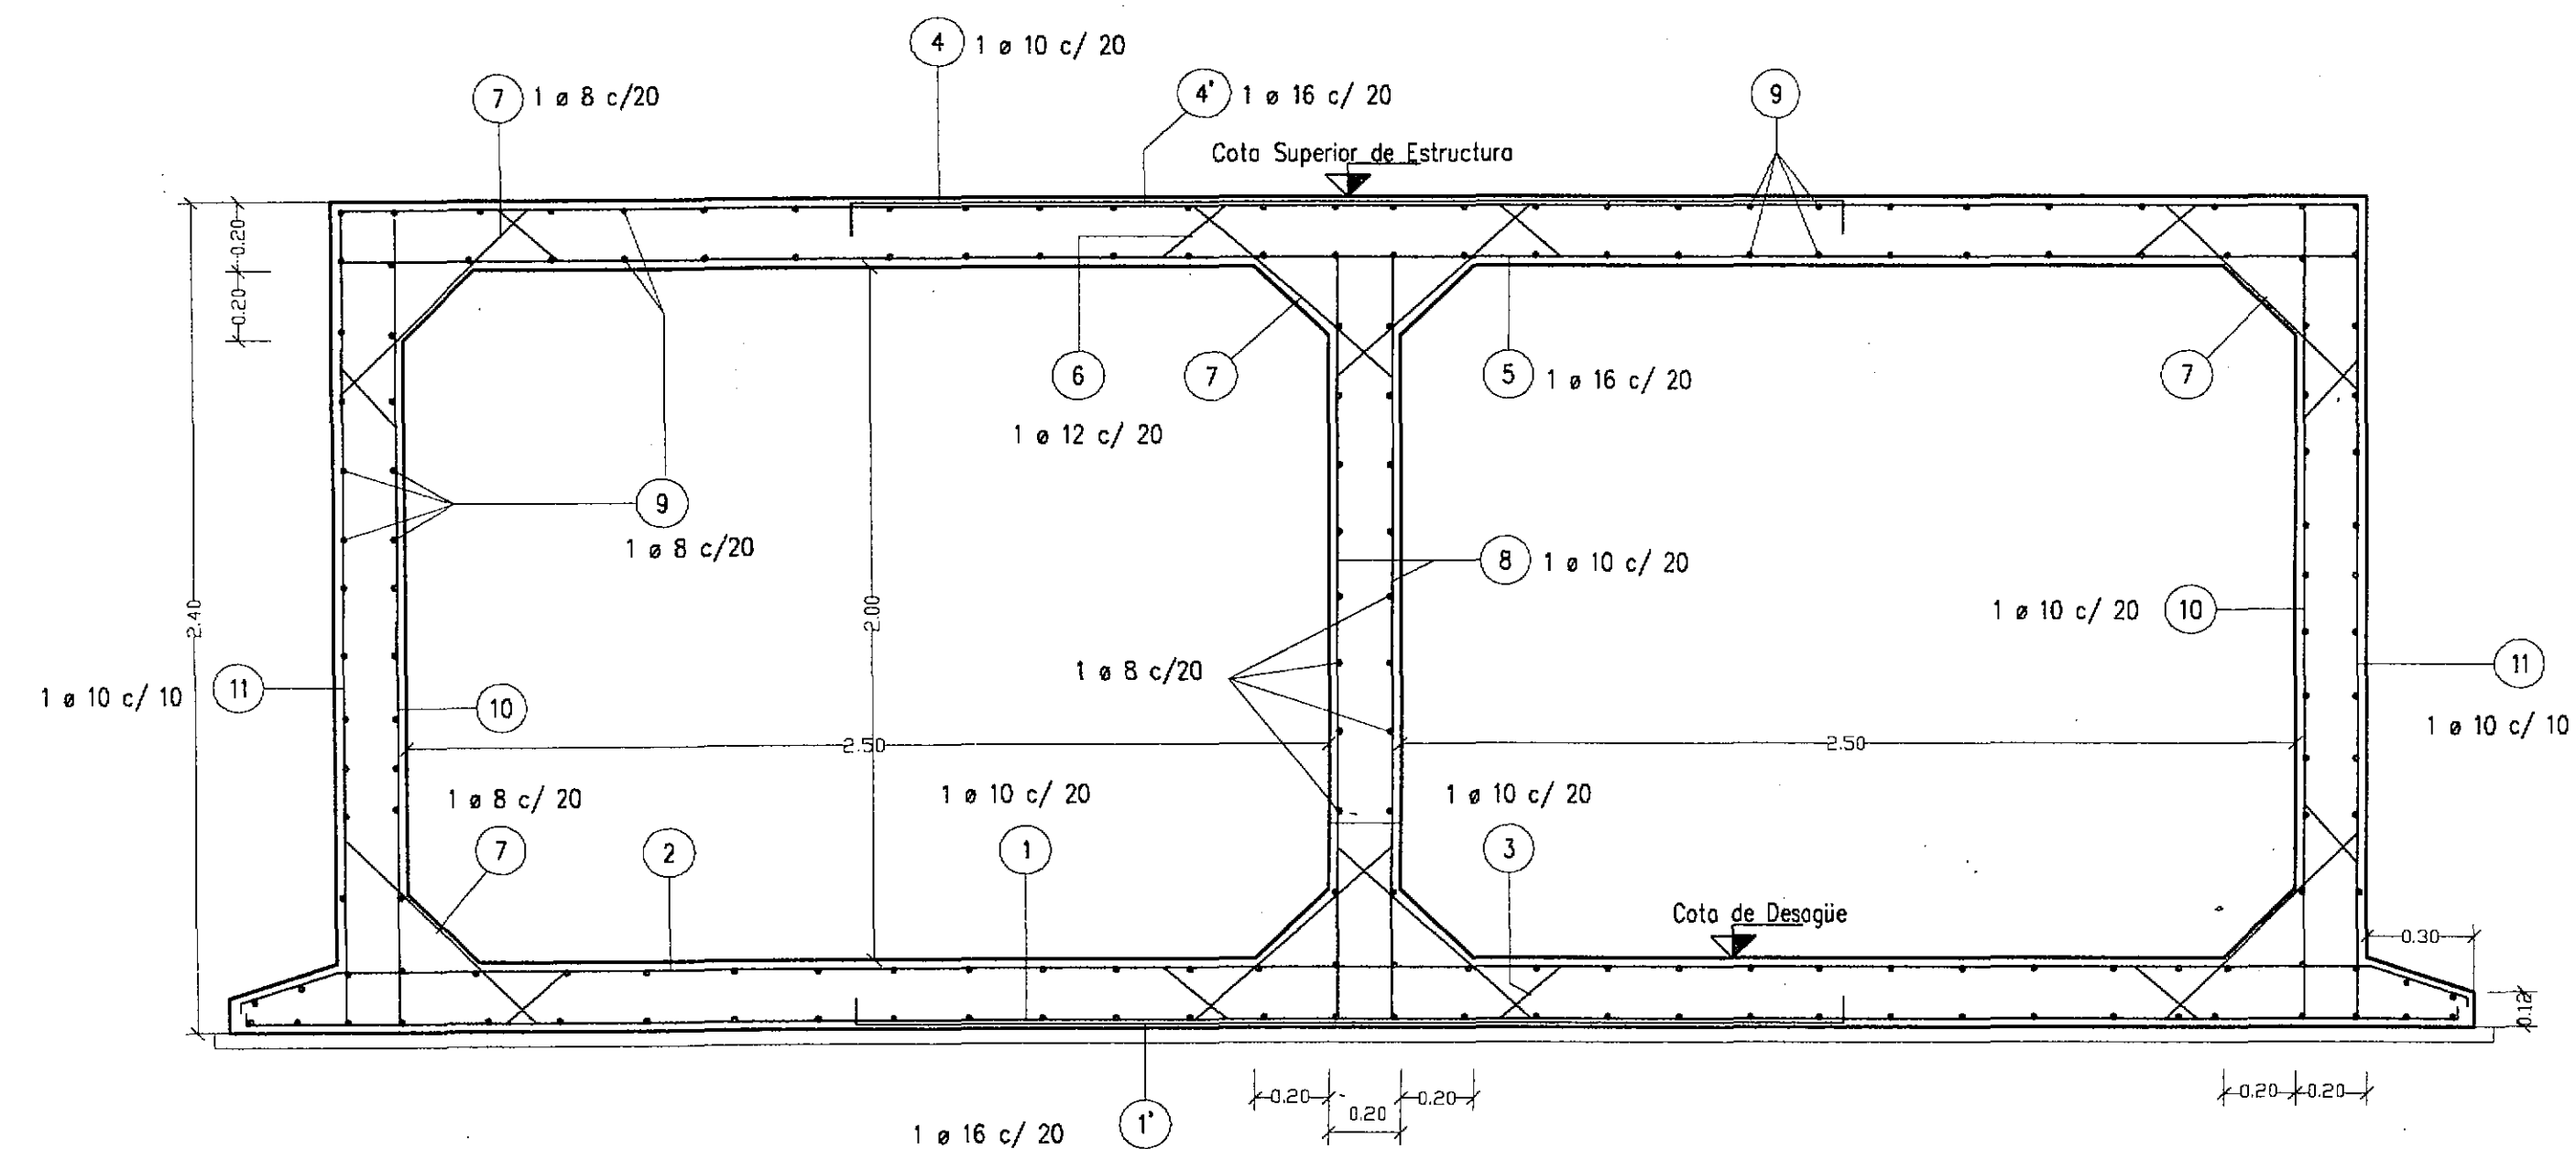 4 1 ø 10 c/ 20
7 1 ø 8 c/20
4' 1 ø 16 c/ 20
9
Cota Superior de Estructura
0.20
0.20
6
1 ø 12 c/ 20
7
5 1 ø 16 c/ 20
7
9
1 ø 8 c/20
8 1 ø 10 c/ 20
2.40
2.00
1 ø 10 c/ 20 10
1 ø 10 c/ 10 11
10
1 ø 8 c/20
11
1 ø 10 c/ 10
2.50
2.50
1 ø 8 c/ 20
7
2
1 ø 10 c/ 20
1
1 ø 10 c/ 20
3
Cota de Desagüe
0.30
0.12
0.20
0.20
0.20
0.20
0.20
1 ø 16 c/ 20 1'